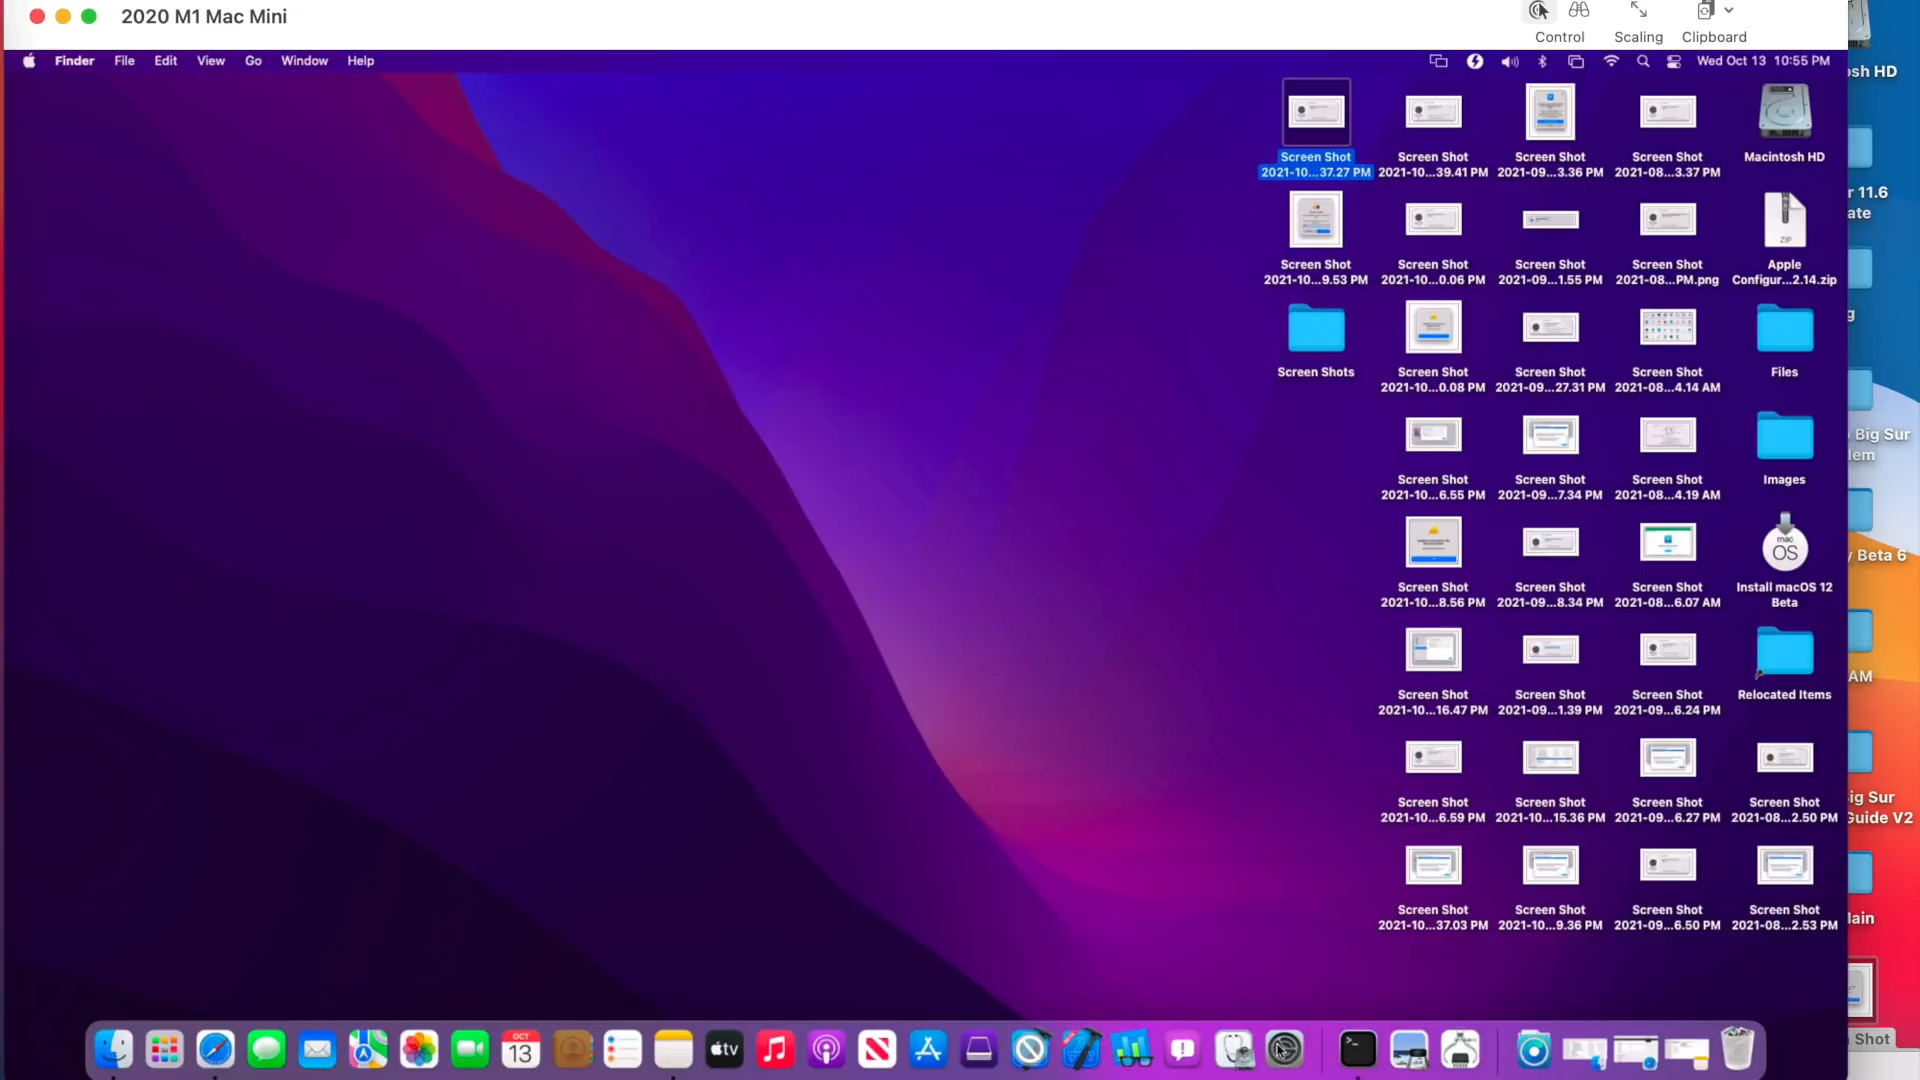 2020 M1 Mac Mini
Control
Scaling
Clipboard
Finder File Edit View Go Window Help
Wed Oct 13 10:55 PM
Screen Shot
2021-10...37.27 PM
Screen Shot
2021-10...39.41 PM
Screen Shot
2021-09...3.36 PM
Screen Shot
2021-08...3.37 PM
Macintosh HD
Screen Shot
2021-10...9.53 PM
Screen Shot
2021-10...0.06 PM
Screen Shot
2021-09...1.55 PM
Screen Shot
2021-08...PM.png
ZIP
Apple
Configur...2.14.zip
Screen Shots
Screen Shot
2021-10...0.08 PM
Screen Shot
2021-09...27.31 PM
Screen Shot
2021-08...4.14 AM
Files
Screen Shot
2021-10...6.55 PM
Screen Shot
2021-09...7.34 PM
Screen Shot
2021-08...4.19 AM
Images
Screen Shot
2021-10...8.56 PM
Screen Shot
2021-09...8.34 PM
Screen Shot
2021-08...6.07 AM
mac
OS
Install macOS 12
Beta
Screen Shot
2021-10...16.47 PM
Screen Shot
2021-09...1.39 PM
Screen Shot
2021-09...6.24 PM
Relocated Items
Screen Shot
2021-10...6.59 PM
Screen Shot
2021-10...15.36 PM
Screen Shot
2021-09...6.27 PM
Screen Shot
2021-08...2.50 PM
Screen Shot
2021-10...37.03 PM
Screen Shot
2021-10...9.36 PM
Screen Shot
2021-09...6.50 PM
Screen Shot
2021-08...2.53 PM
osh HD
r 11.6
ate
g
Big Sur
lem
y Beta 6
AM
ig Sur
Guide V2
lain
Shot
OCT
13
tv